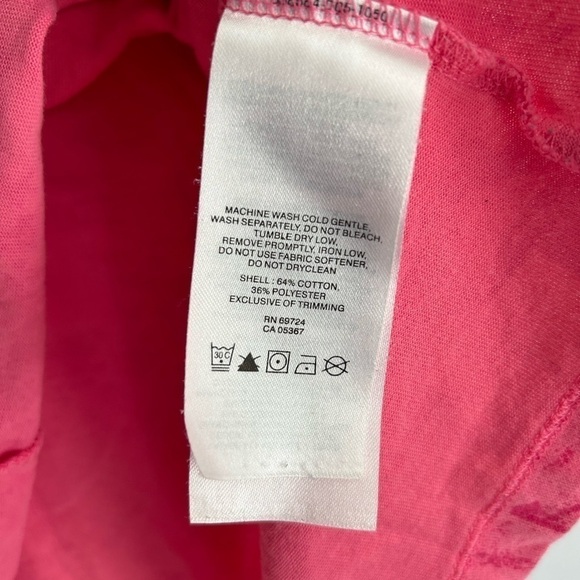 MACHINE WASH COLD GENTLE,
WASH SEPARATELY, DO NOT BLEACH,
TUMBLE DRY LOW,
REMOVE PROMPTLY, IRON LOW,
DO NOT USE FABRIC SOFTENER,
DO NOT DRYCLEAN
SHELL : 64% COTTON,
36% POLYESTER
EXCLUSIVE OF TRIMMING
RN 69724
CA 05367
30 C